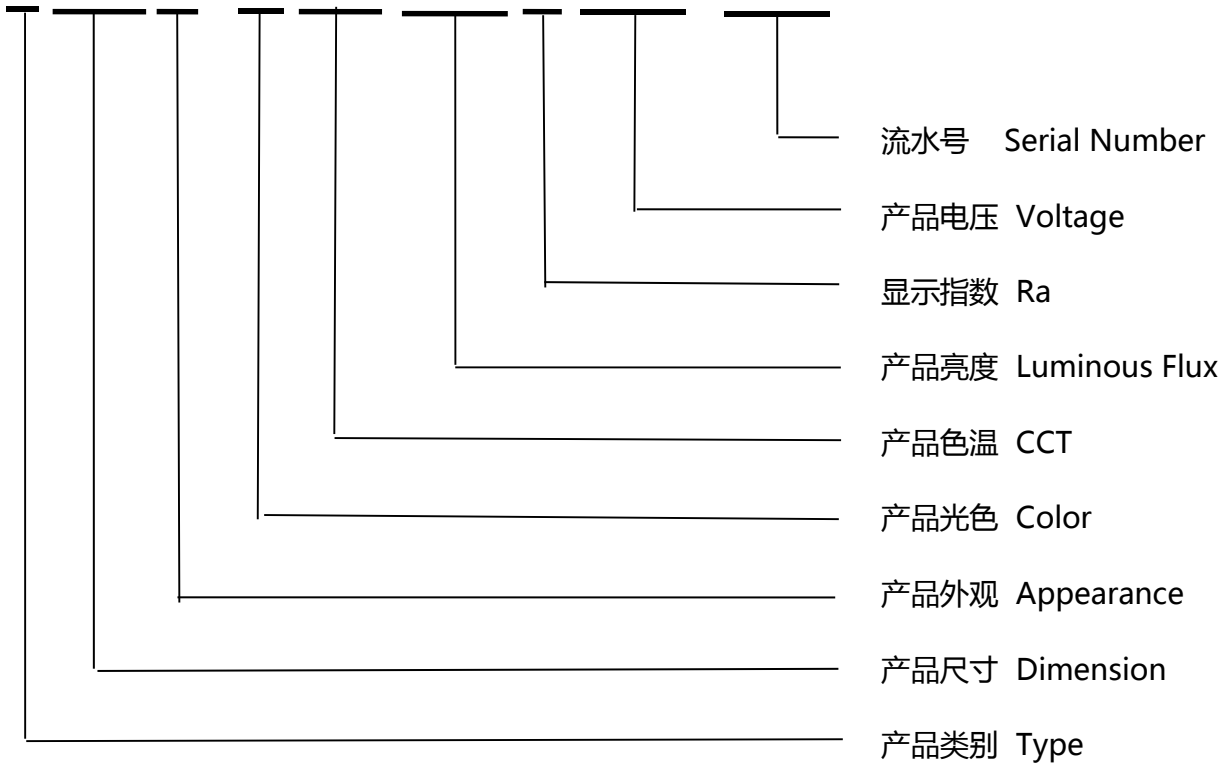 流水号 Serial Number
产品电压 Voltage
显示指数 Ra
产品亮度 Luminous Flux
产品色温 CCT
产品光色 Color
产品外观 Appearance
产品尺寸 Dimension
产品类别 Type